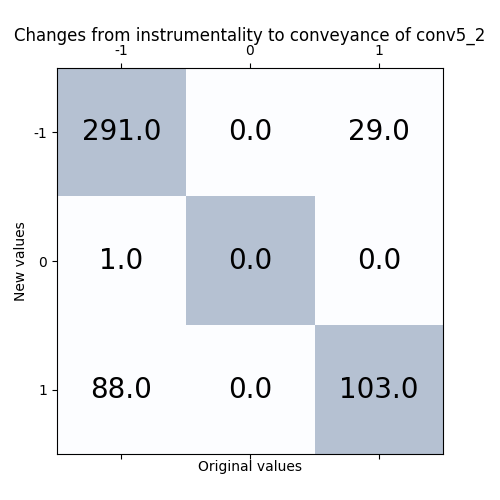 Changes from instrumentality to conveyance of conv5_2
-1 0 1
-1 291.0 0.0 29.0
New values
0 1.0 0.0 0.0
1 88.0 0.0 103.0
Original values